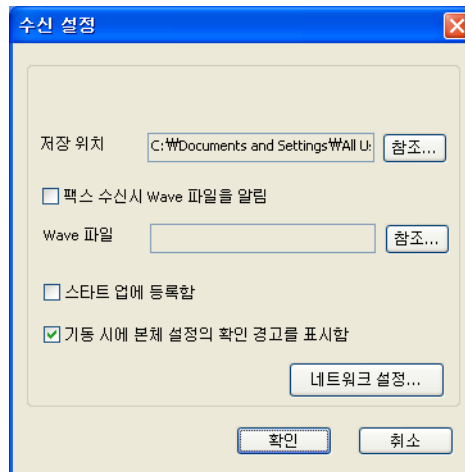 수신 설정
저장 위치
C:₩Documents and Settings₩All U:
참조...
팩스 수신시 Wave 파일을 알림
Wave 파일
참조...
스타트 업에 등록함
기동 시에 본체 설정의 확인 경고를 표시함
네트워크 설정...
확인
취소